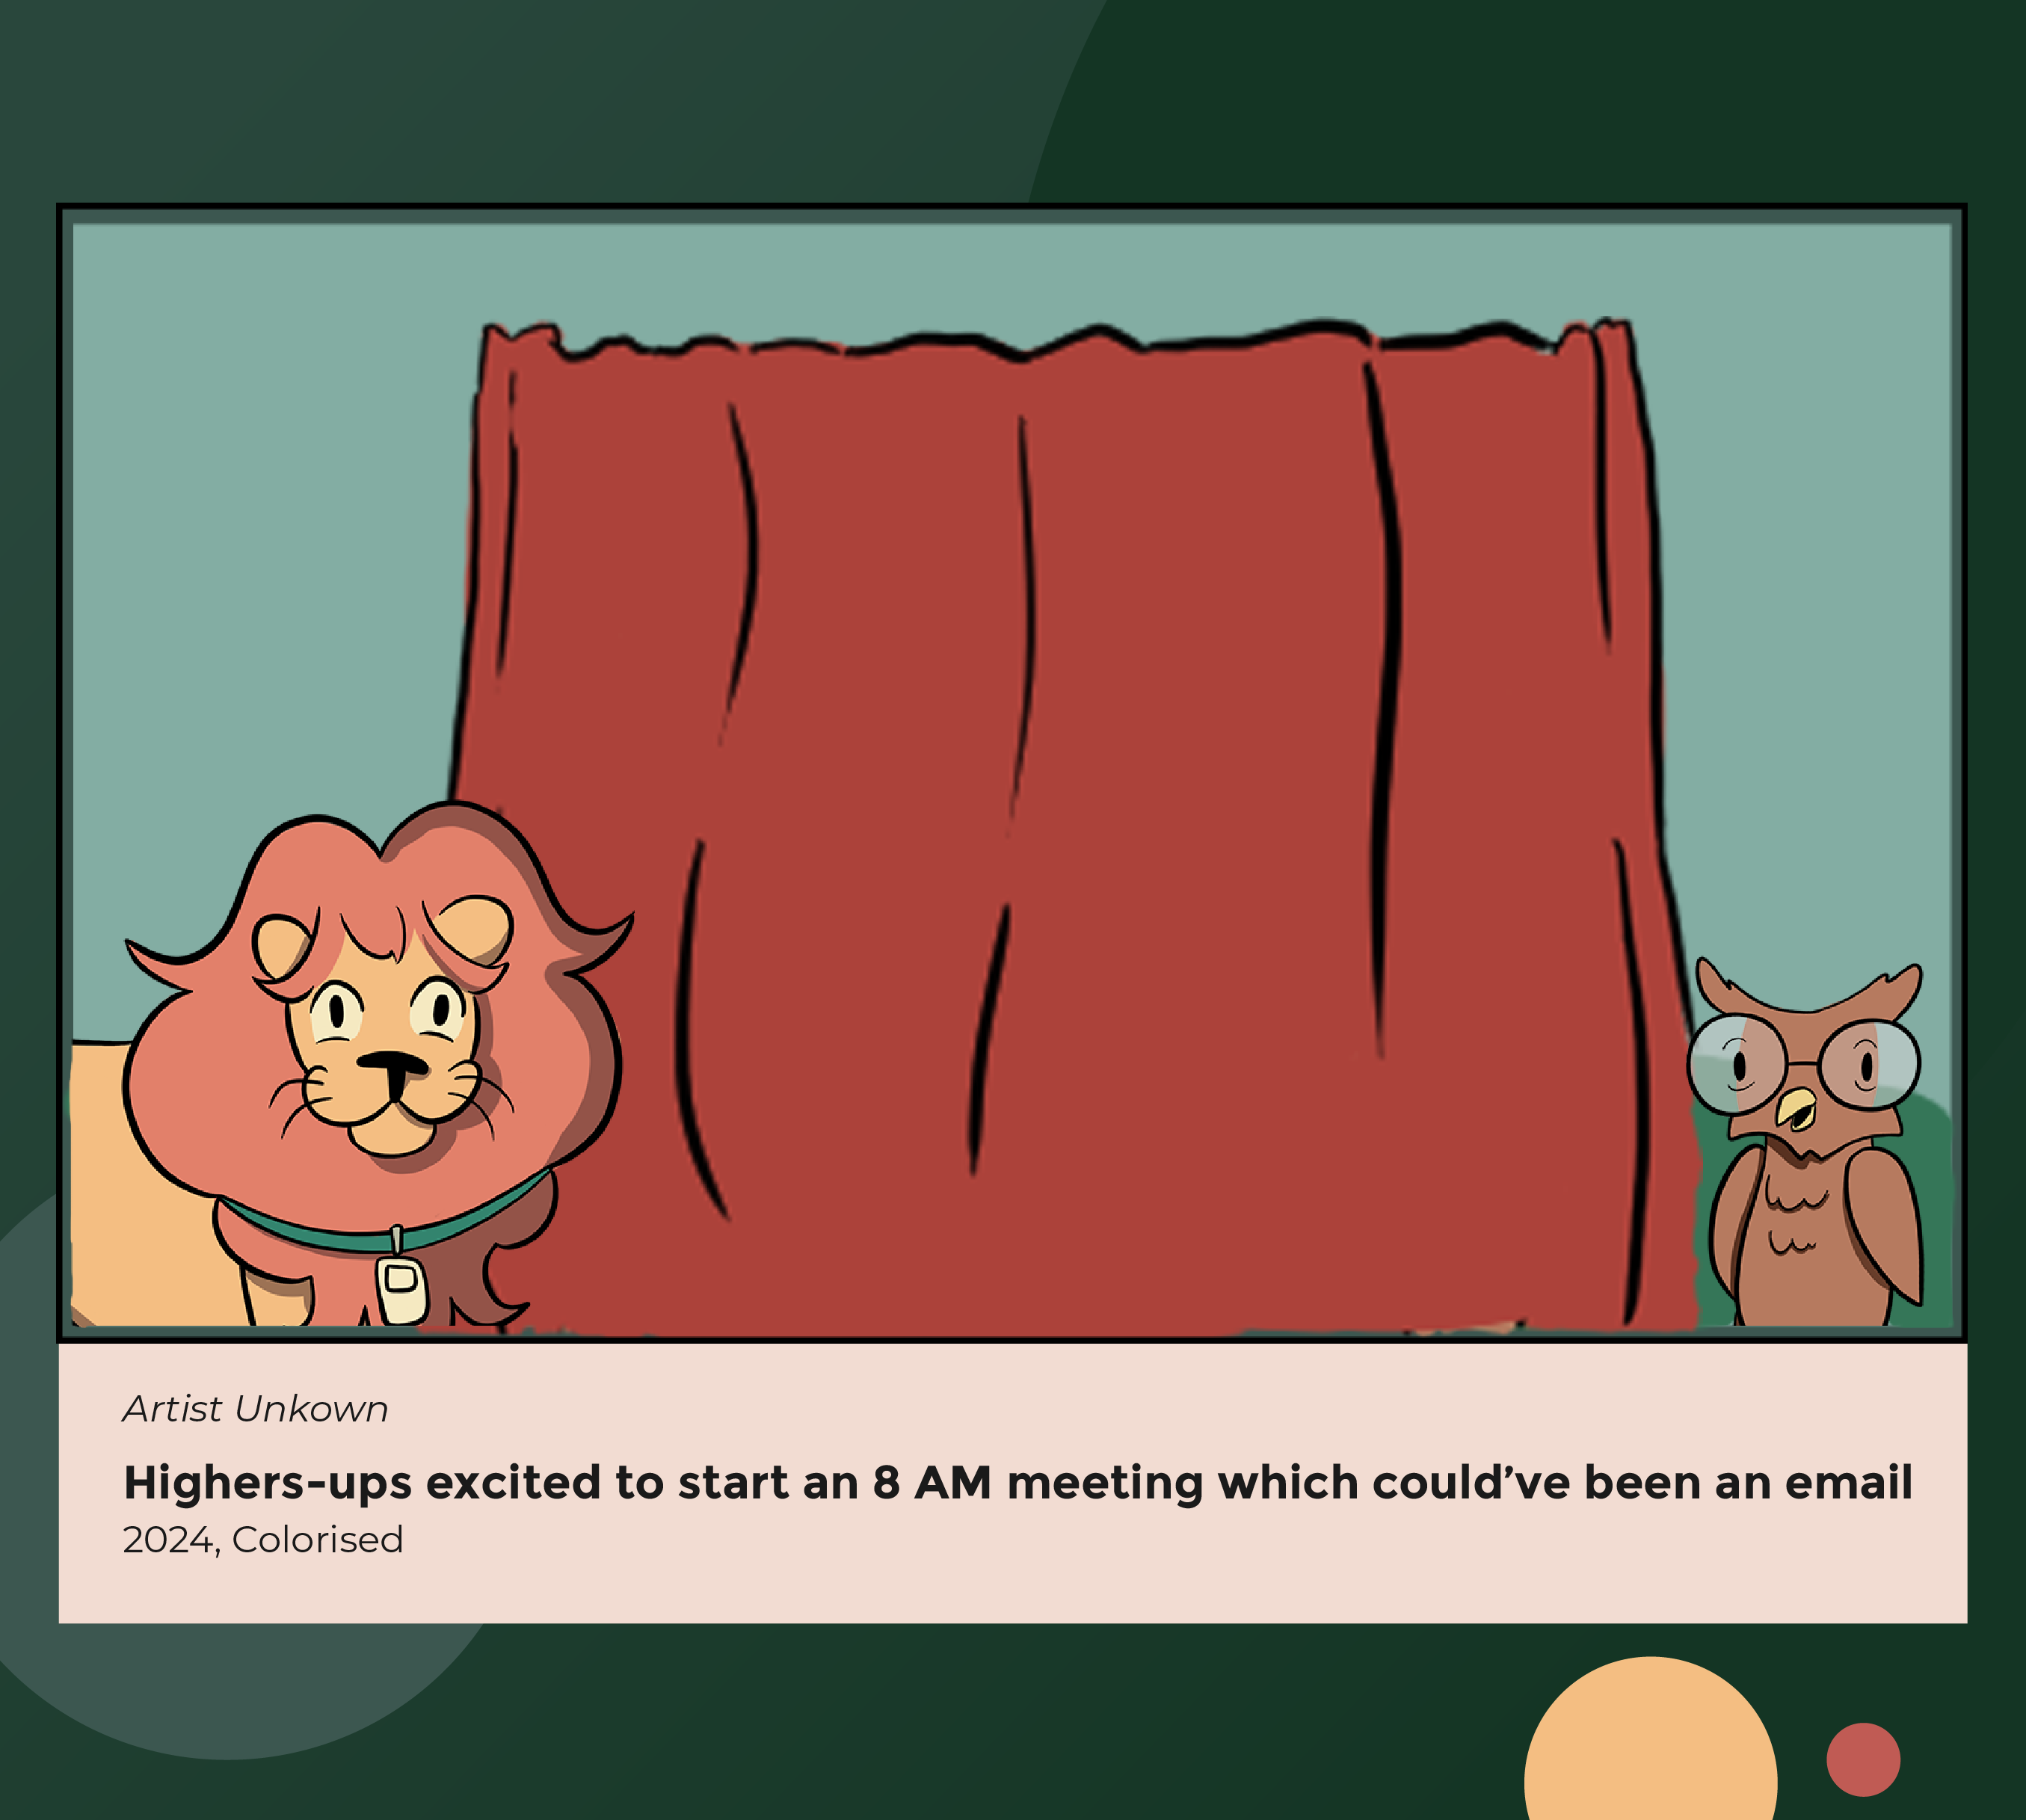 Artist Unkown
Highers-ups excited to start an 8 AM meeting which could’ve been an email
2024, Colorised